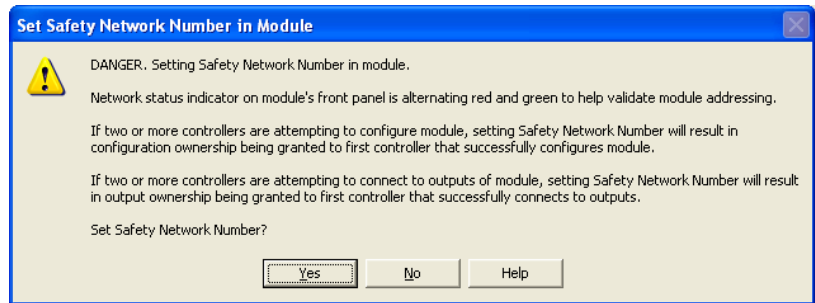 Set Safety Network Number in Module
DANGER. Setting Safety Network Number in module.
Network status indicator on module's front panel is alternating red and green to help validate module addressing.
If two or more controllers are attempting to configure module, setting Safety Network Number will result in
configuration ownership being granted to first controller that successfully configures module.
If two or more controllers are attempting to connect to outputs of module, setting Safety Network Number will result
in output ownership being granted to first controller that successfully connects to outputs.
Set Safety Network Number?
Yes No Help